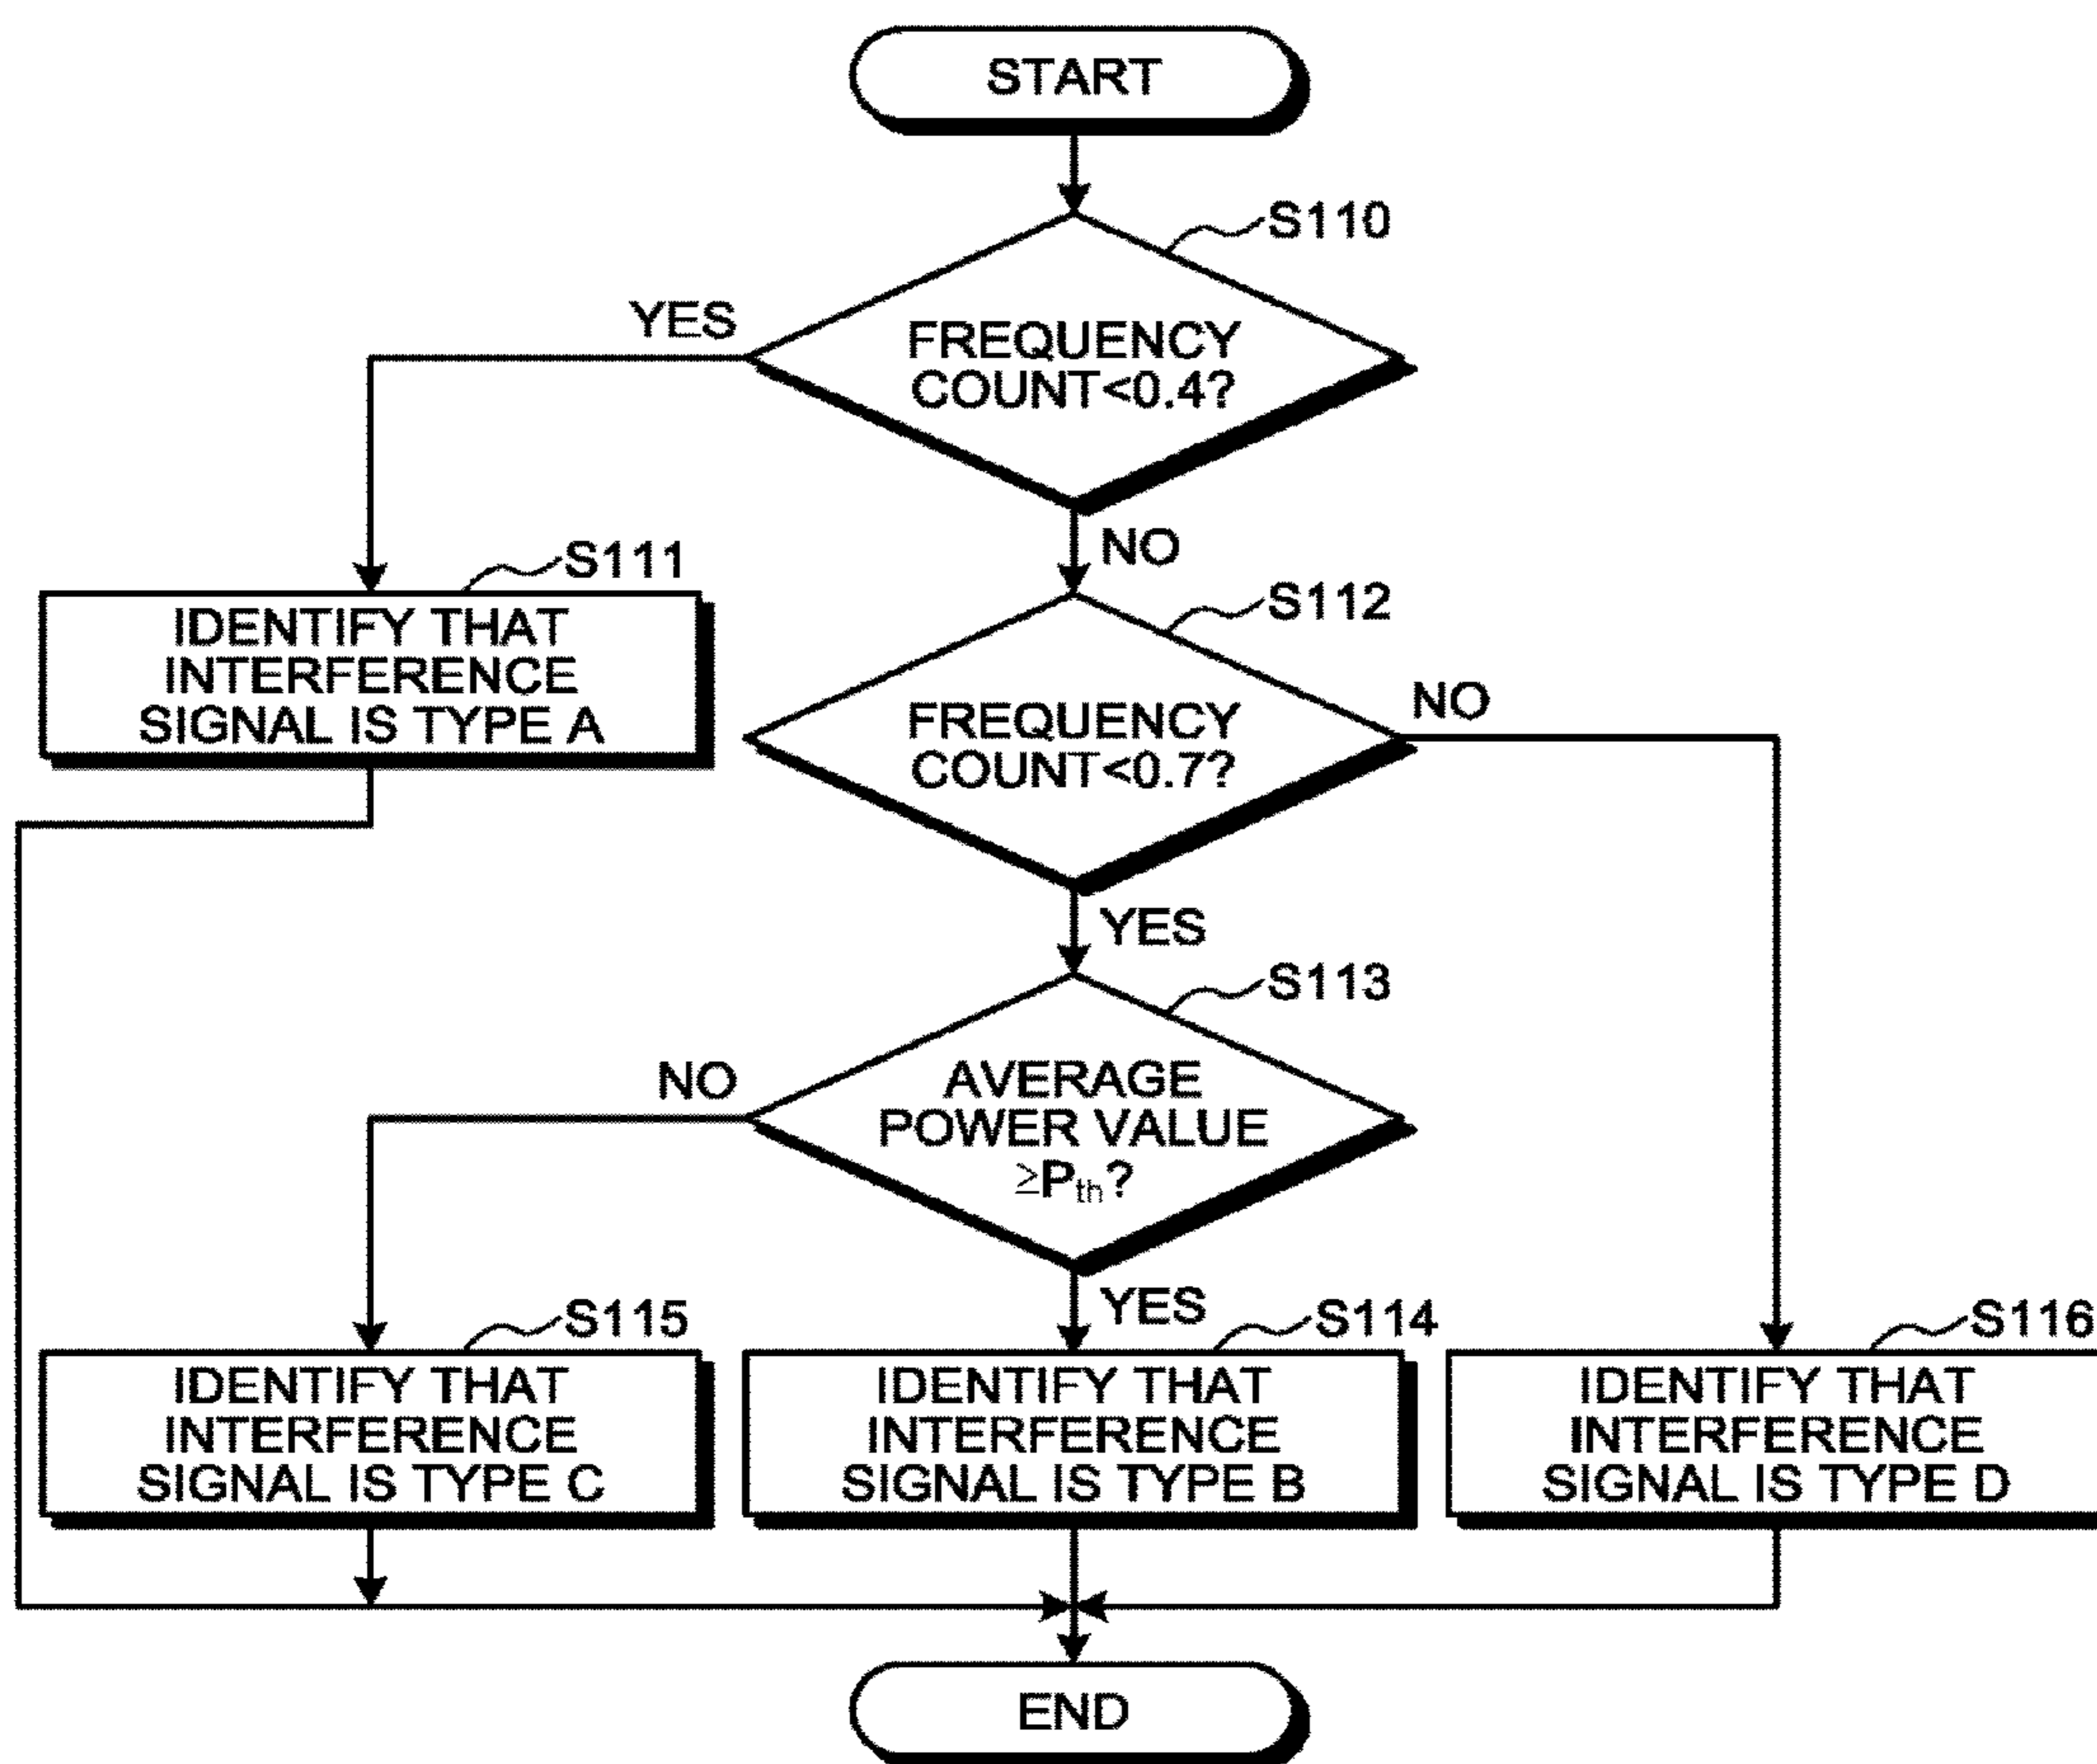 START
S110
YES
FREQUENCY
COUNT<0.4?
NO
S111
IDENTIFY THAT
INTERFERENCE
SIGNAL IS TYPE A
S112
FREQUENCY
COUNT<0.7?
NO
YES
S113
NO
AVERAGE
POWER VALUE
≥Pth?
YES
S115
IDENTIFY THAT
INTERFERENCE
SIGNAL IS TYPE C
S114
IDENTIFY THAT
INTERFERENCE
SIGNAL IS TYPE B
S116
IDENTIFY THAT
INTERFERENCE
SIGNAL IS TYPE D
END